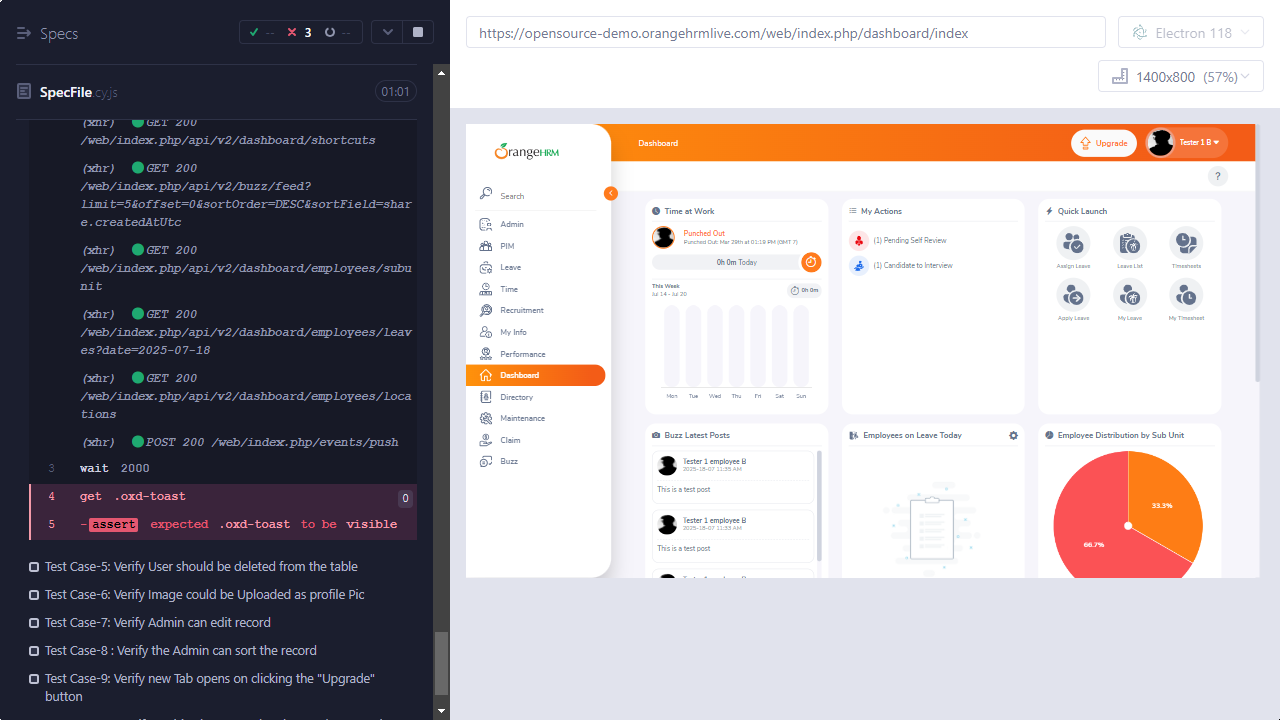 Specs
-- 3 --
SpecFile.cy.js
01:01
(xhr) GET 200
/web/index.php/api/v2/dashboard/shortcuts
(xhr) GET 200
/web/index.php/api/v2/buzz/feed?
limit=5&offset=0&sortOrder=DESC&sortField=shar
e.createdAtUtc
(xhr) GET 200
/web/index.php/api/v2/dashboard/employees/subu
nit
(xhr) GET 200
/web/index.php/api/v2/dashboard/employees/leav
es?date=2025-07-18
(xhr) GET 200
/web/index.php/api/v2/dashboard/employees/loca
tions
(xhr) POST 200 /web/index.php/events/push
3 wait 2000
4 get .oxd-toast 0
5 -assert expected .oxd-toast to be visible
Test Case-5: Verify User should be deleted from the table
Test Case-6: Verify Image could be Uploaded as profile Pic
Test Case-7: Verify Admin can edit record
Test Case-8 : Verify the Admin can sort the record
Test Case-9: Verify new Tab opens on clicking the "Upgrade"
button
https://opensource-demo.orangehrmlive.com/web/index.php/dashboard/index
Electron 118
1400x800 (57%)
OrangeHRM
Search
Admin
PIM
Leave
Time
Recruitment
My Info
Performance
Dashboard
Directory
Maintenance
Claim
Buzz
Dashboard
Upgrade
Tester 1 B
?
Time at Work
Punched Out
Punched Out: Mar 29th at 01:19 PM (GMT 7)
0h 0m Today
This Week
Jul 14 - Jul 20
0h 0m
Mon Tue Wed Thu Fri Sat Sun
My Actions
(1) Pending Self Review
(1) Candidate to Interview
Quick Launch
Assign Leave Leave List Timesheets
Apply Leave My Leave My Timesheet
Buzz Latest Posts
Tester 1 employee B
2025-18-07 11:35 AM
This is a test post
Tester 1 employee B
2025-18-07 11:33 AM
This is a test post
Employees on Leave Today
Employee Distribution by Sub Unit
33.3%
66.7%